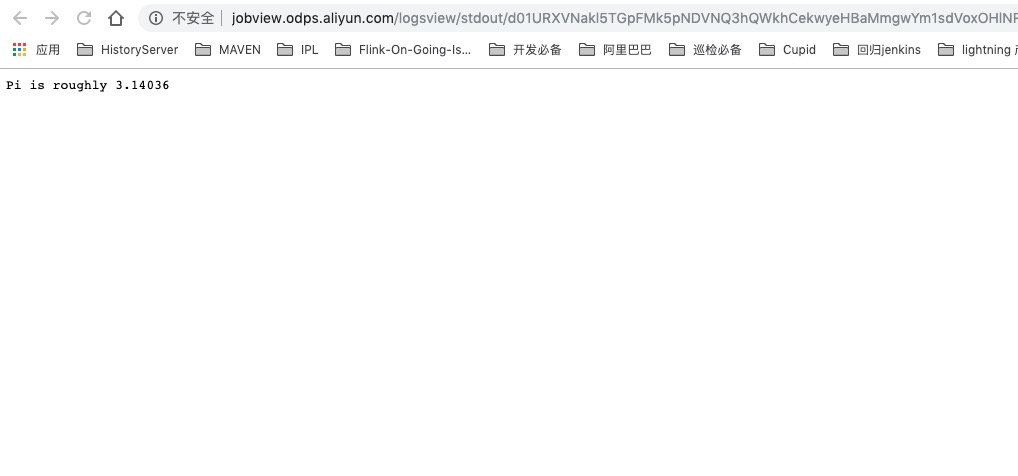 不安全 jobview.odps.aliyun.com/logsview/stdout/d01URXVNakl5TGpFMk5pNDVNQ3hQWkhCekwyeHBaMmgwYm1sdVoxOHlN
应用 HistoryServer MAVEN IPL Flink-On-Going-Is... 开发必备 阿里巴巴 巡检必备 Cupid 回归jenkins lightning
Pi is roughly 3.14036